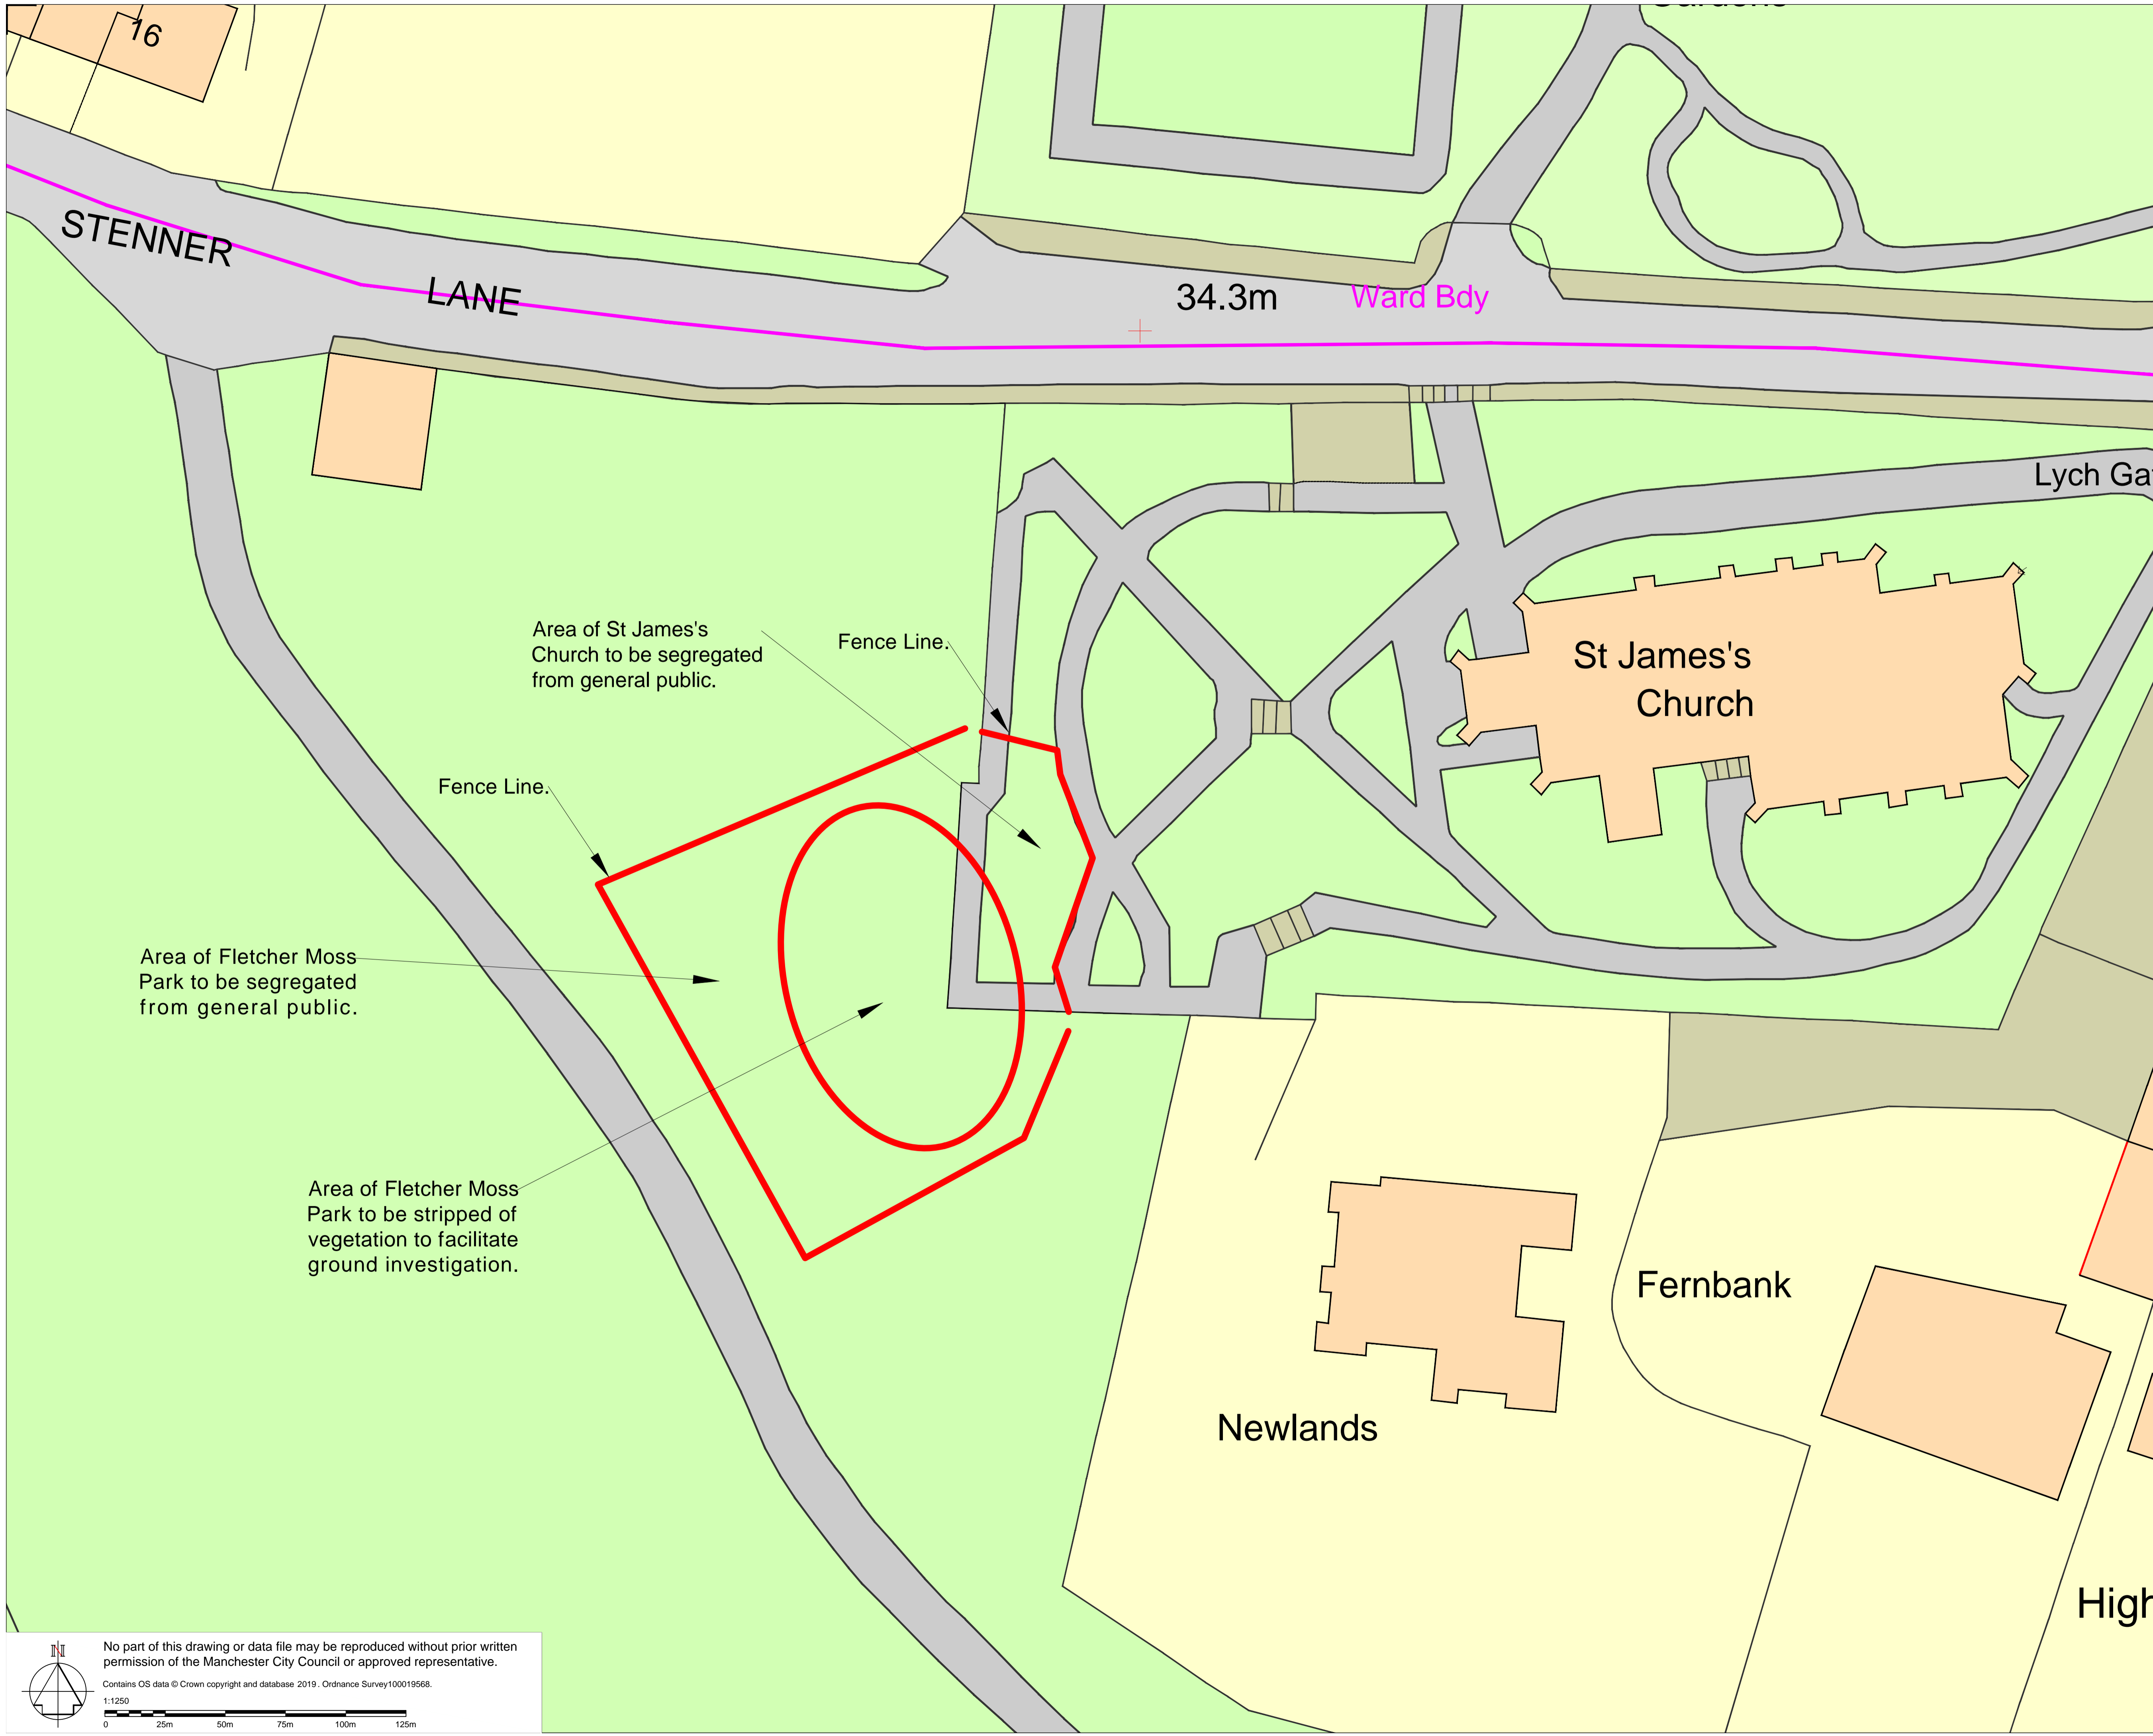 16
STENNER
LANE
34.3m
Ward Bdy
Area of St James's
Church to be segregated
from general public.
Fence Line.
St James's
Church
Fence Line.
Area of Fletcher Moss
Park to be segregated
from general public.
Area of Fletcher Moss
Park to be stripped of
vegetation to facilitate
ground investigation.
Fernbank
Newlands
Lych Ga
High
N
No part of this drawing or data file may be reproduced without prior written
permission of the Manchester City Council or approved representative.
Contains OS data © Crown copyright and database 2019. Ordnance Survey100019568.
1:1250
0 25m 50m 75m 100m 125m